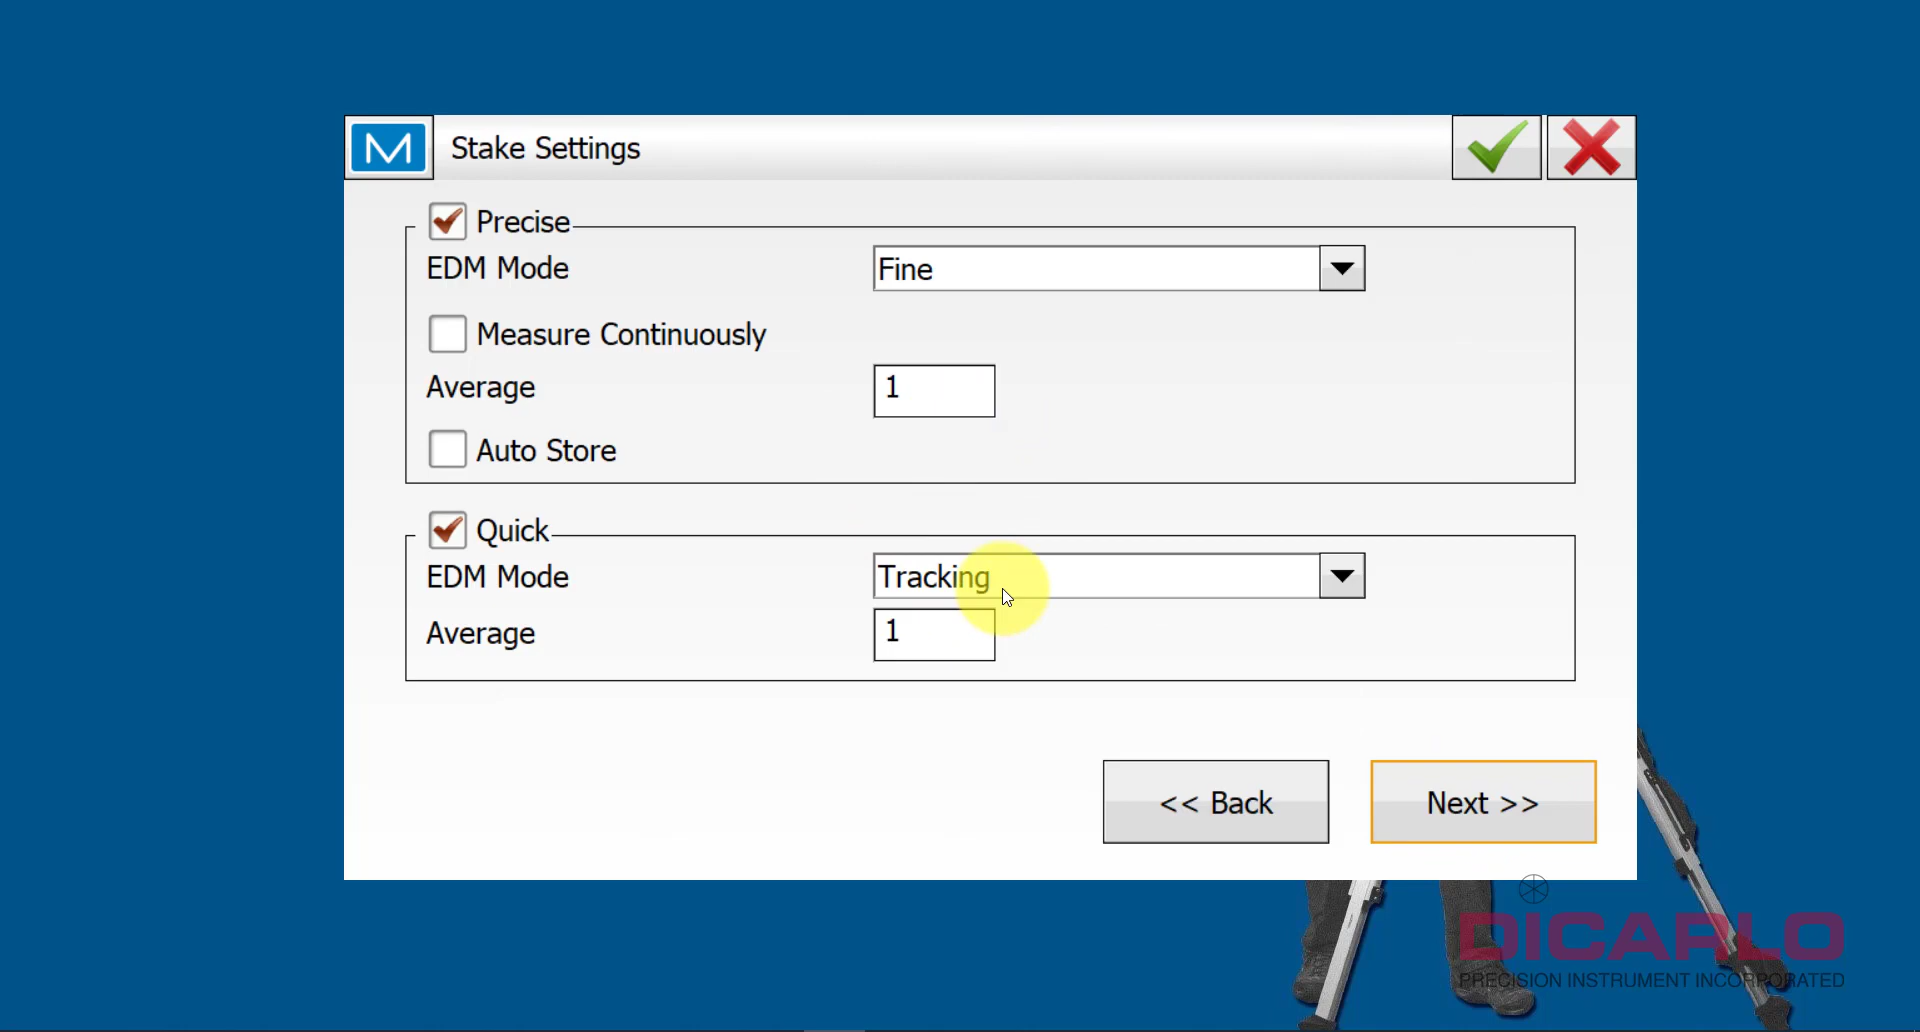 M Stake Settings
Precise
EDM Mode Fine
Measure Continuously
Average 1
Auto Store
Quick
EDM Mode Tracking
Average 1
<< Back Next >>
DICARLO
PRECISION INSTRUMENT INCORPORATED